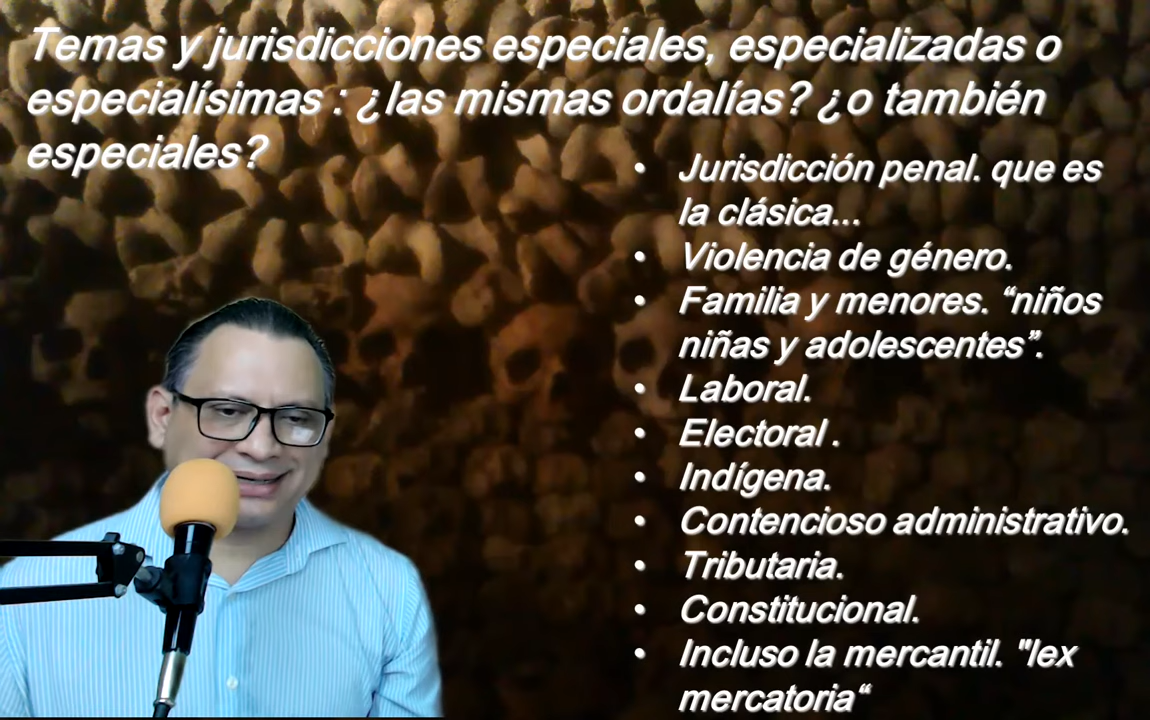 Temas y jurisdicciones especiales, especializadas o
especialísimas : ¿las mismas ordalías? ¿o también
especiales?
• Jurisdicción penal. que es
la clásica...
• Violencia de género.
• Familia y menores. “niños
niñas y adolescentes”.
• Laboral.
• Electoral .
• Indígena.
• Contencioso administrativo.
• Tributaria.
• Constitucional.
• Incluso la mercantil. "lex
mercatoria“